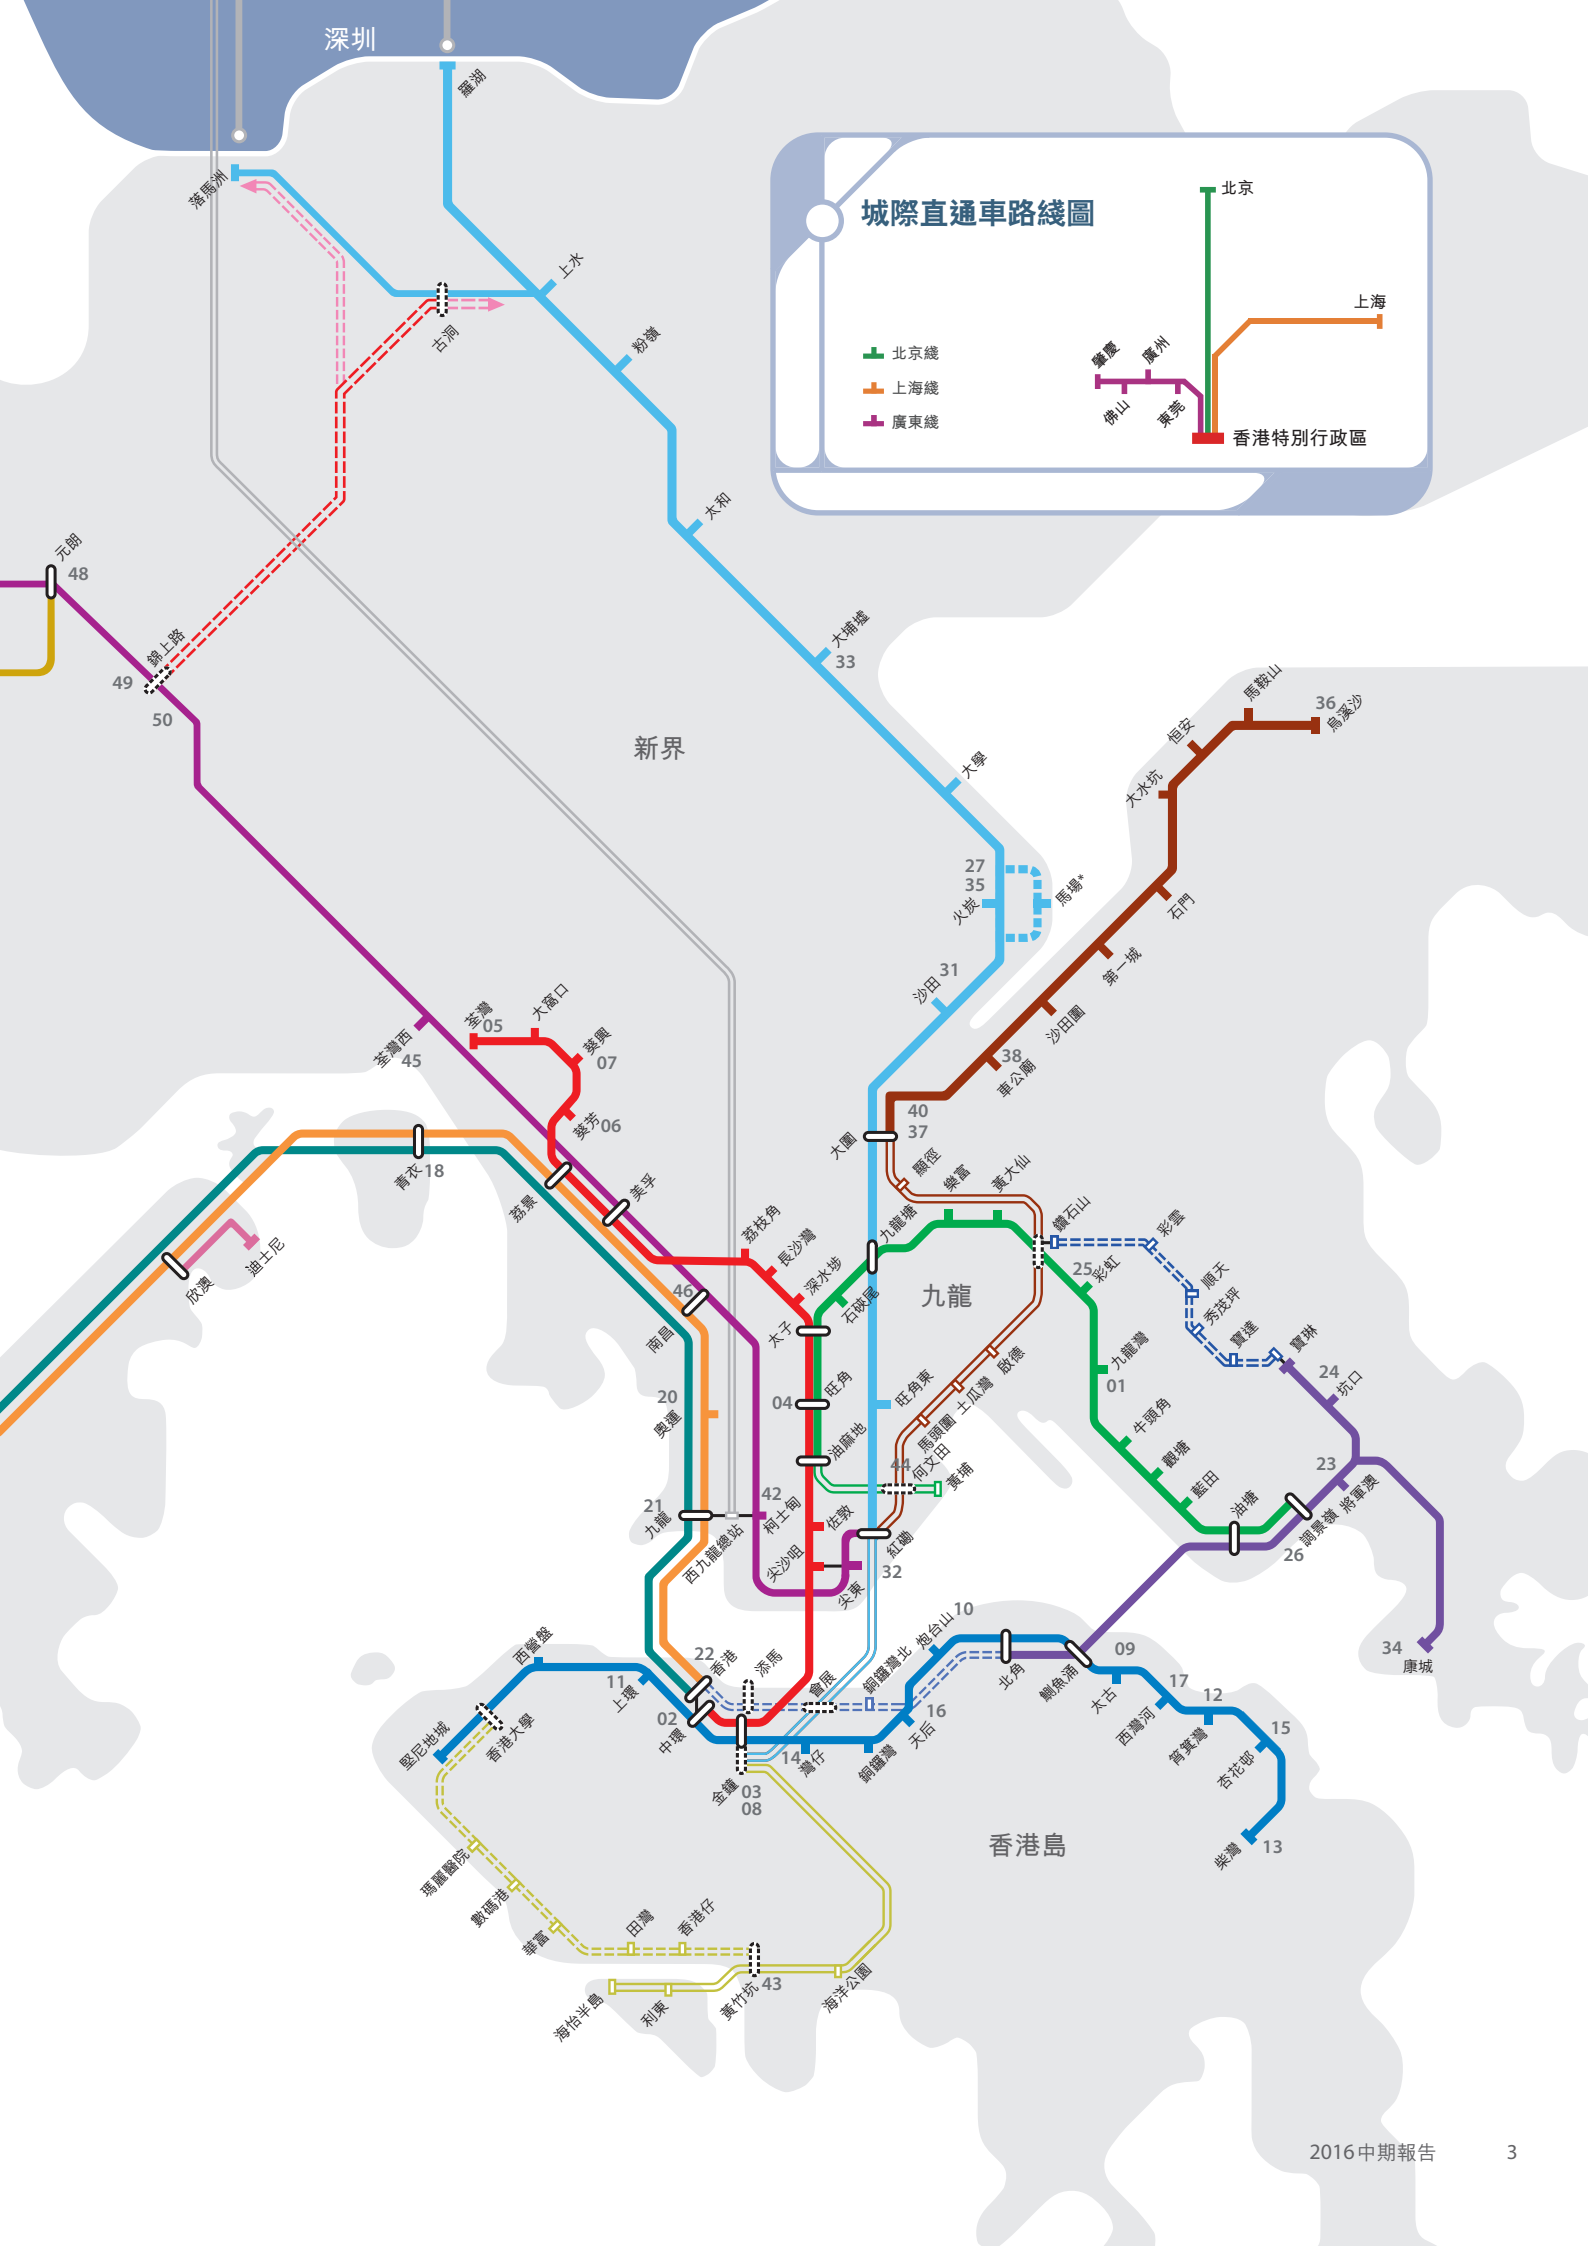 深圳
羅湖
落馬洲
上水
古洞
粉嶺
城際直通車路綫圖
北京
上海
北京綫
上海綫
廣東綫
肇慶
廣州
佛山
東莞
香港特別行政區
太和
元朗
48
錦上路
49
50
大埔墟
33
新界
馬鞍山
36
烏溪沙
恒安
大水坑
大學
27
35
火炭
馬場*
石門
第一城
沙田
31
沙田圍
38
車公廟
荃灣
05
大窩口
葵興
07
荃灣西
45
葵芳
06
40
37
大圍
顯徑
樂富
黃大仙
鑽石山
青衣
18
荔景
美孚
荔枝角
長沙灣
深水埗
石硤尾
九龍塘
九龍
彩雲
25
彩虹
順天
秀茂坪
寶達
寶琳
迪士尼
欣澳
46
南昌
太子
旺角
04
旺角東
啟德
土瓜灣
馬頭圍
九龍灣
01
24
坑口
20
奧運
油麻地
44
何文田
黃埔
牛頭角
觀塘
藍田
23
將軍澳
調景嶺
油塘
26
21
九龍
西九龍總站
42
柯士甸
佐敦
尖沙咀
尖東
紅磡
32
34
康城
西營盤
11
上環
22
香港
添馬
會展
銅鑼灣北
炮台山
10
北角
鰂魚涌
09
太古
17
西灣河
12
筲箕灣
15
杏花邨
柴灣
13
堅尼地城
香港大學
02
中環
金鐘
03
08
14
灣仔
銅鑼灣
16
天后
香港島
瑪麗醫院
數碼港
華富
田灣
香港仔
海怡半島
利東
黃竹坑
43
海洋公園
2016中期報告
3